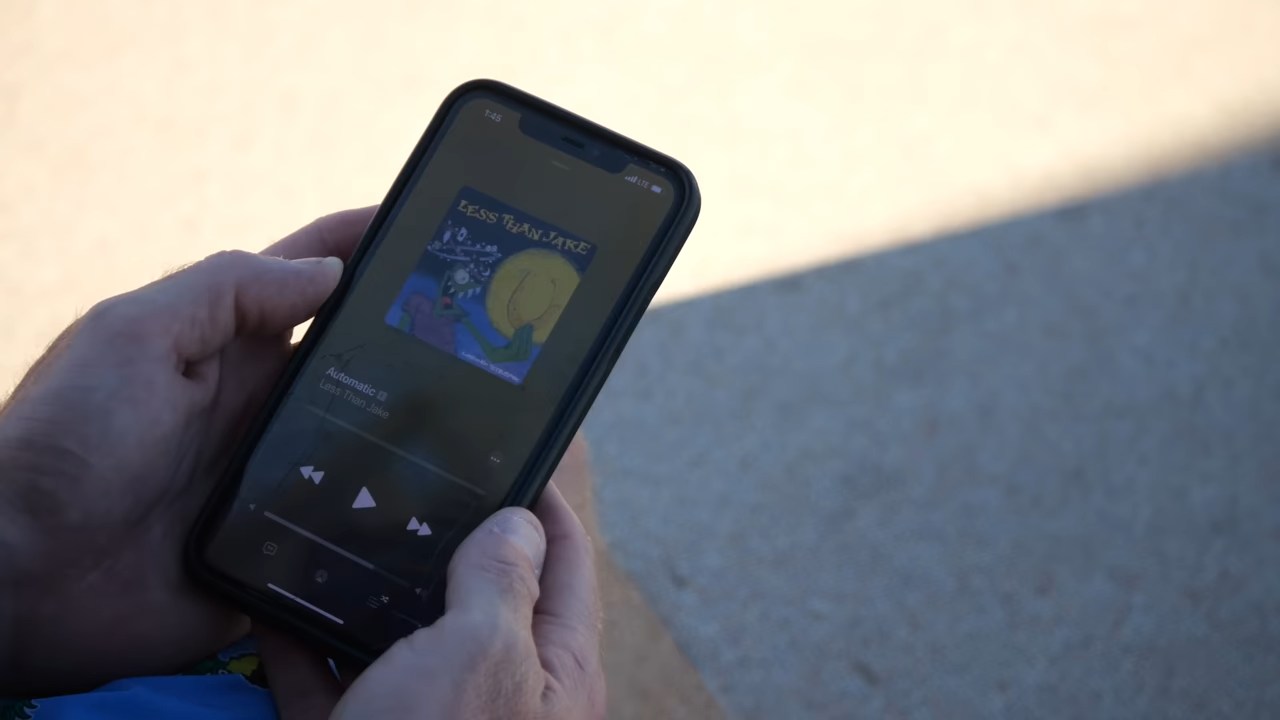 1:45
LTE
LESS THAN JAKE
Automatic 🅴
Less Than Jake